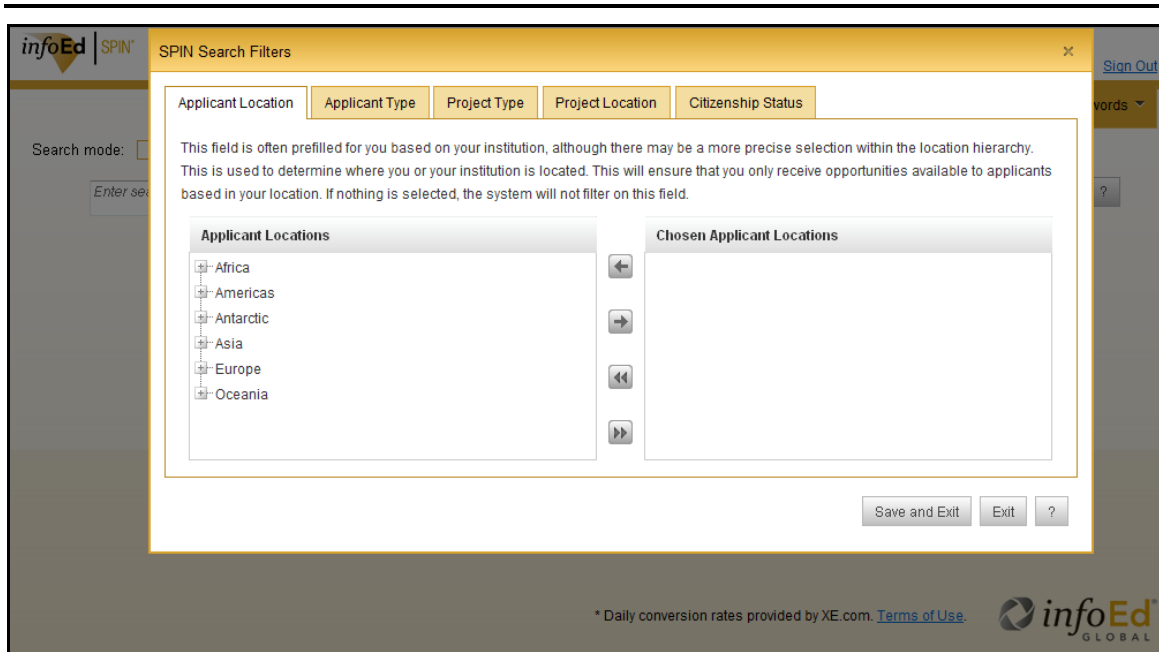 infoEd SPIN®
SPIN Search Filters
Sign Out
Applicant Location Applicant Type Project Type Project Location Citizenship Status
words
Search mode:
This field is often prefilled for you based on your institution, although there may be a more precise selection within the location hierarchy.
This is used to determine where you or your institution is located. This will ensure that you only receive opportunities available to applicants
based in your location. If nothing is selected, the system will not filter on this field.
Enter sea
?
Applicant Locations Chosen Applicant Locations
Africa
Americas
Antarctic
Asia
Europe
Oceania
Save and Exit Exit ?
* Daily conversion rates provided by XE.com. Terms of Use.
infoEd®
GLOBAL